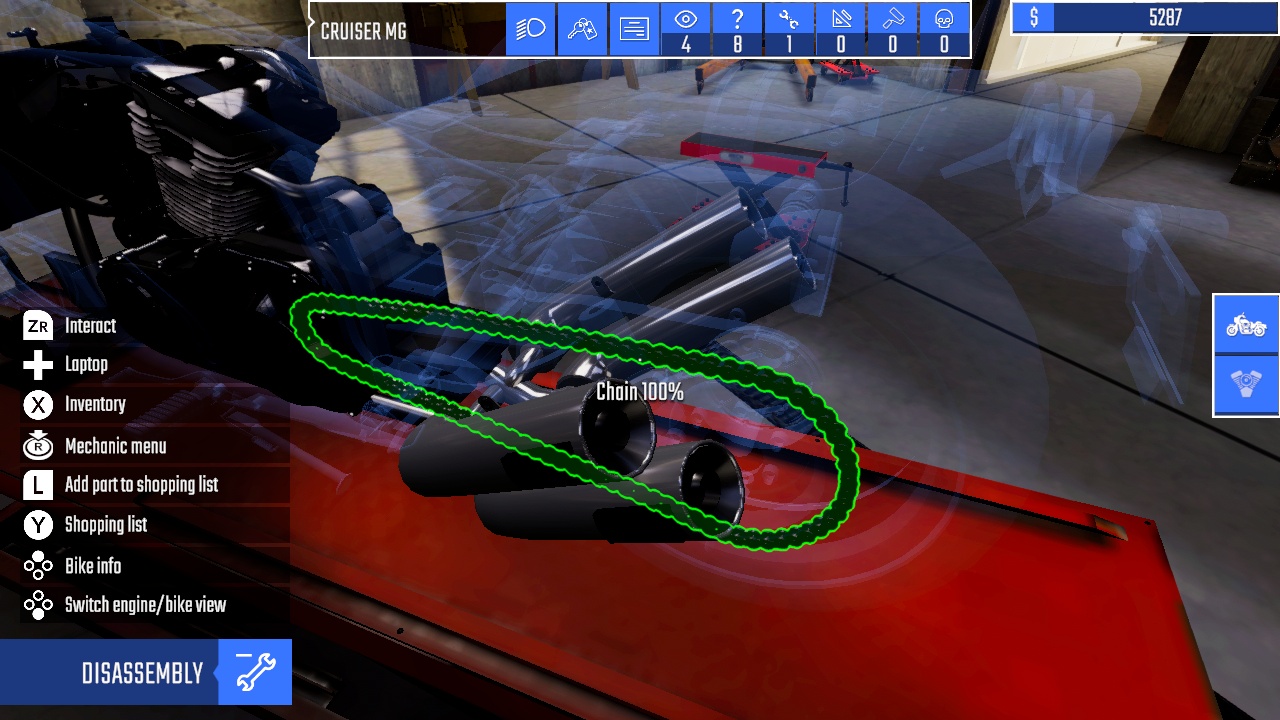 CRUISER MG
4 ? 8 1 0 0 0
$ 5287
Chain 100%
ZR Interact
Laptop
X Inventory
R Mechanic menu
L Add part to shopping list
Y Shopping list
Bike info
Switch engine/bike view
DISASSEMBLY